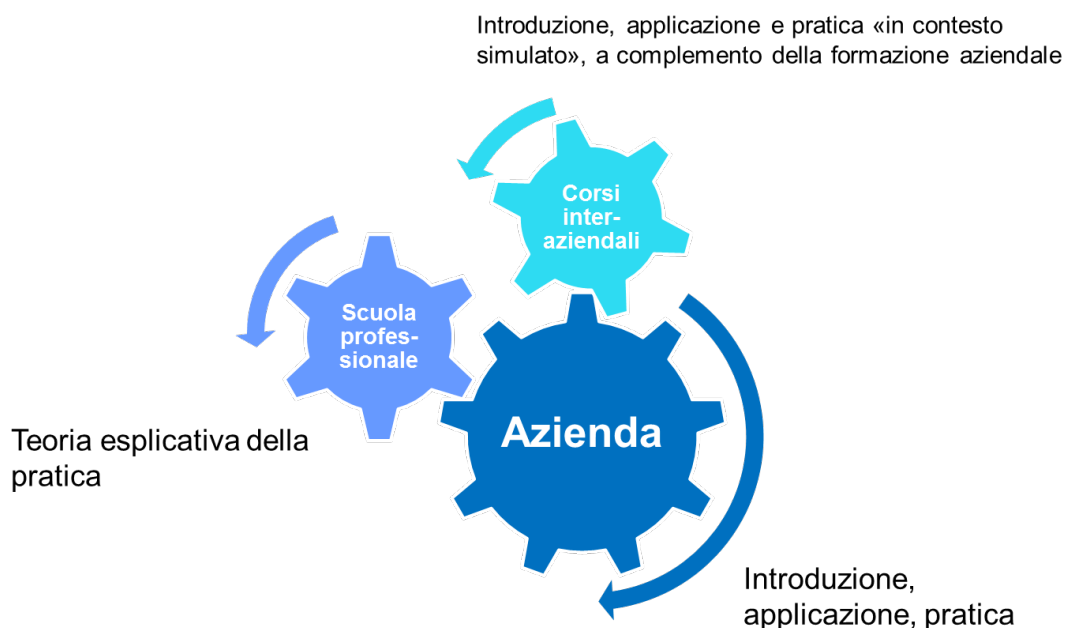 Introduzione, applicazione e pratica «in contesto
simulato», a complemento della formazione aziendale
Corsi
inter-
aziendali
Scuola
profes-
sionale
Azienda
Teoria esplicativa della
pratica
Introduzione,
applicazione, pratica